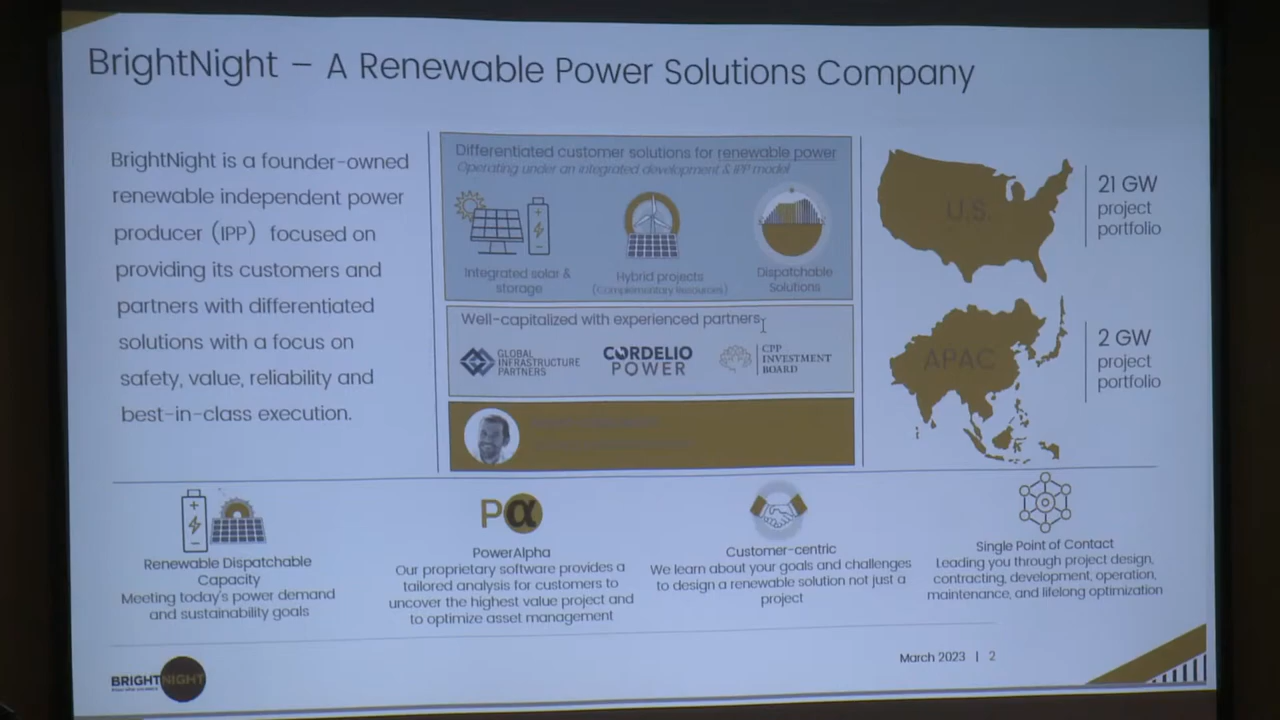 BrightNight – A Renewable Power Solutions Company
BrightNight is a founder-owned
renewable independent power
producer (IPP) focused on
providing its customers and
partners with differentiated
solutions with a focus on
safety, value, reliability and
best-in-class execution.
Differentiated customer solutions for renewable power
Operating under an integrated development & IPP model
Integrated solar &
storage
Hybrid projects
(Complementary resources)
Dispatchable
Solutions
Well-capitalized with experienced partners
GLOBAL
INFRASTRUCTURE
PARTNERS
CORDELIO
POWER
CPP
INVESTMENT
BOARD
U.S.
21 GW
project
portfolio
APAC
2 GW
project
portfolio
Renewable Dispatchable
Capacity
Meeting today's power demand
and sustainability goals
Pα
PowerAlpha
Our proprietary software provides a
tailored analysis for customers to
uncover the highest value project and
to optimize asset management
Customer-centric
We learn about your goals and challenges
to design a renewable solution not just a
project
Single Point of Contact
Leading you through project design,
contracting, development, operation,
maintenance, and lifelong optimization
BRIGHTNIGHT
March 2023 | 2